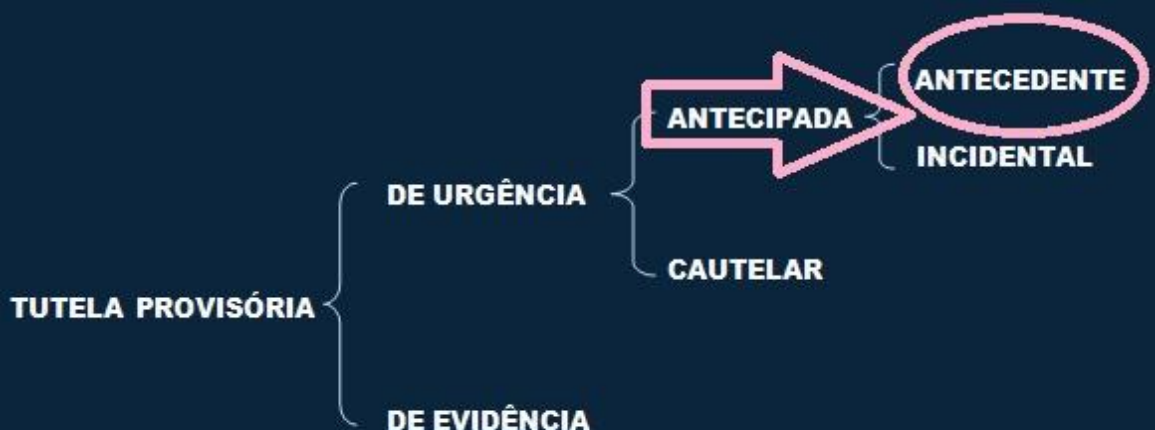 ANTECEDENTE
ANTECIPADA
INCIDENTAL
DE URGÊNCIA
CAUTELAR
TUTELA PROVISÓRIA
DE EVIDÊNCIA